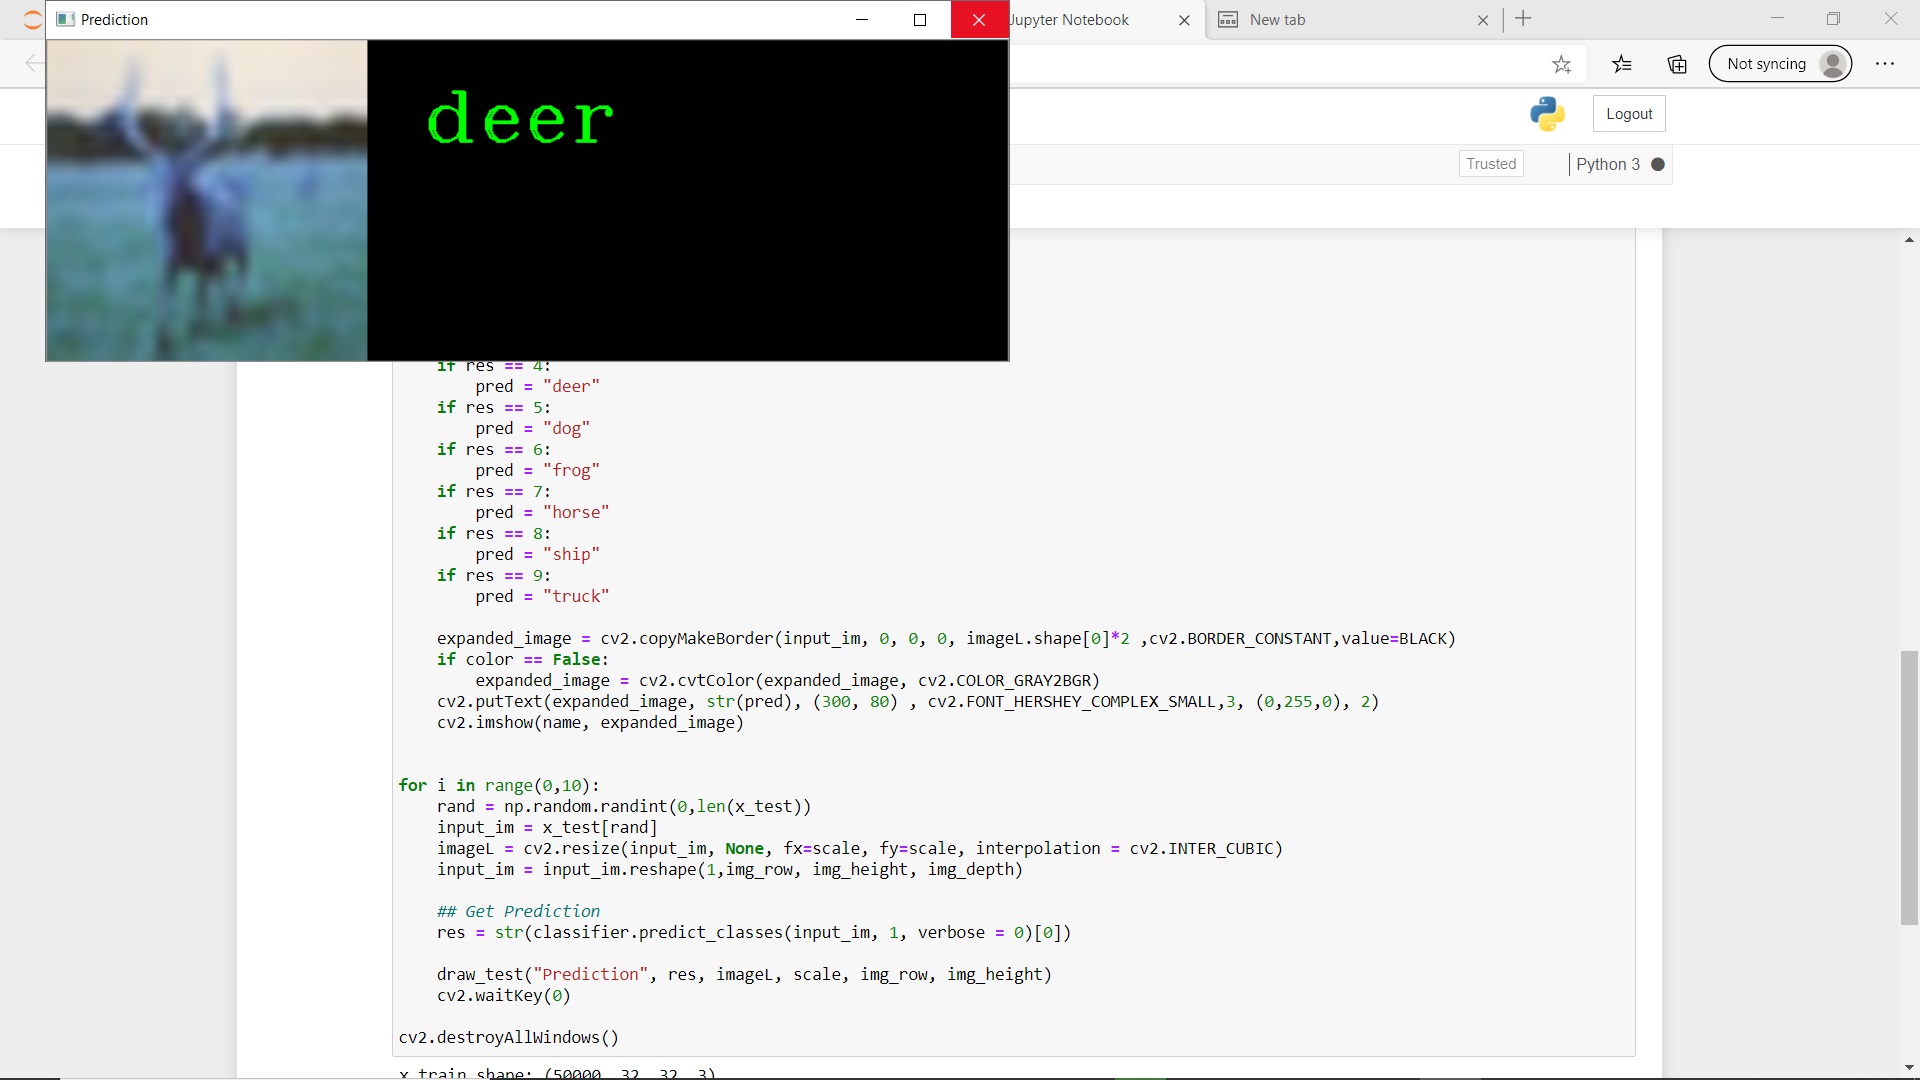 Prediction
Jupyter Notebook
New tab
Not syncing
deer
Logout
Trusted
Python 3
if res == 4:
pred = "deer"
if res == 5:
pred = "dog"
if res == 6:
pred = "frog"
if res == 7:
pred = "horse"
if res == 8:
pred = "ship"
if res == 9:
pred = "truck"
expanded_image = cv2.copyMakeBorder(input_im, 0, 0, 0, imageL.shape[0]*2 ,cv2.BORDER_CONSTANT,value=BLACK)
if color == False:
expanded_image = cv2.cvtColor(expanded_image, cv2.COLOR_GRAY2BGR)
cv2.putText(expanded_image, str(pred), (300, 80) , cv2.FONT_HERSHEY_COMPLEX_SMALL,3, (0,255,0), 2)
cv2.imshow(name, expanded_image)
for i in range(0,10):
rand = np.random.randint(0,len(x_test))
input_im = x_test[rand]
imageL = cv2.resize(input_im, None, fx=scale, fy=scale, interpolation = cv2.INTER_CUBIC)
input_im = input_im.reshape(1,img_row, img_height, img_depth)
## Get Prediction
res = str(classifier.predict_classes(input_im, 1, verbose = 0)[0])
draw_test("Prediction", res, imageL, scale, img_row, img_height)
cv2.waitKey(0)
cv2.destroyAllWindows()
x_train shape: (50000, 32, 32, 3)